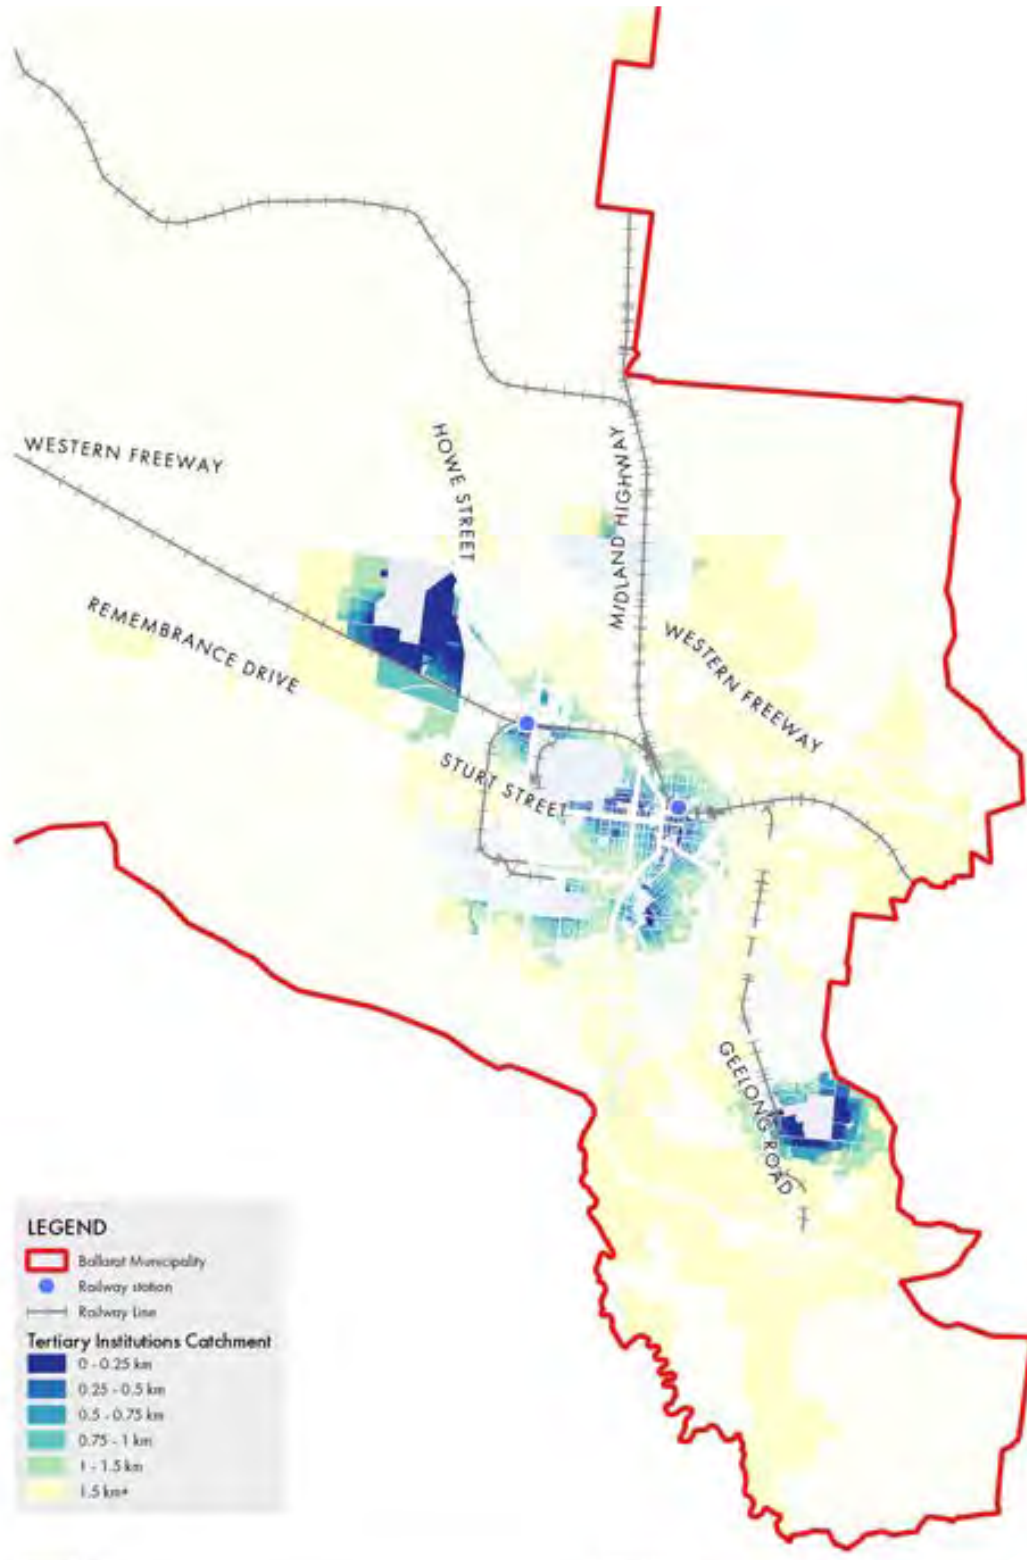 WESTERN FREEWAY
HOWE STREET
MIDLAND HIGHWAY
REMEMBRANCE DRIVE
WESTERN FREEWAY
STURT STREET
GEELONG ROAD
LEGEND
Ballarat Municipality
Railway station
Railway Line
Tertiary Institutions Catchment
0 - 0.25 km
0.25 - 0.5 km
0.5 - 0.75 km
0.75 - 1 km
1 - 1.5 km
1.5 km+